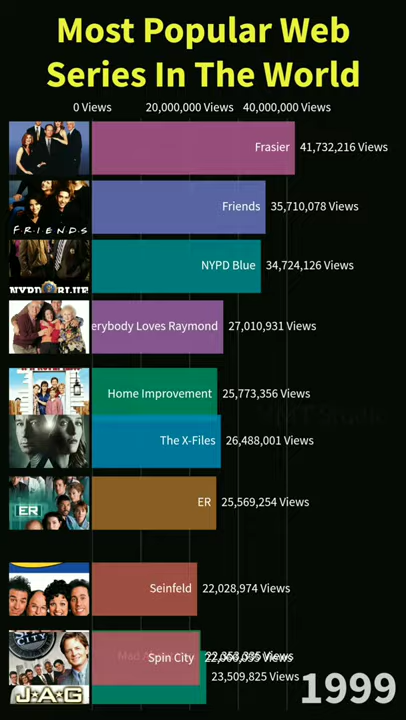 Most Popular Web
Series In The World
0 Views 20,000,000 Views 40,000,000 Views
Frasier 41,732,216 Views
F·R·I·E·N·D·S Friends 35,710,078 Views
NYPD BLUE NYPD Blue 34,724,126 Views
erybody Loves Raymond 27,010,931 Views
Home Improvement 25,773,356 Views
The X-Files 26,488,001 Views
ER ER 25,569,254 Views
Seinfeld 22,028,974 Views
CITY Spin City
J★A★G 23,509,825 Views
1999